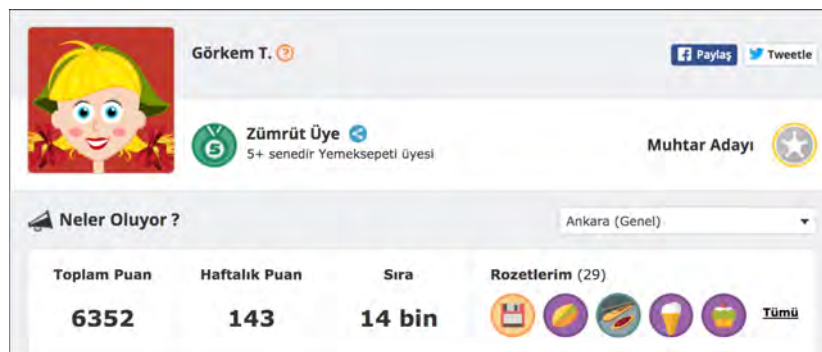 Görkem T. ?
Paylaş Tweetle
5 Zümrüt Üye
5+ senedir Yemeksepeti üyesi
Muhtar Adayı
Neler Oluyor ?
Ankara (Genel)
Toplam Puan Haftalık Puan Sıra Rozetlerim (29)
6352 143 14 bin Tümü